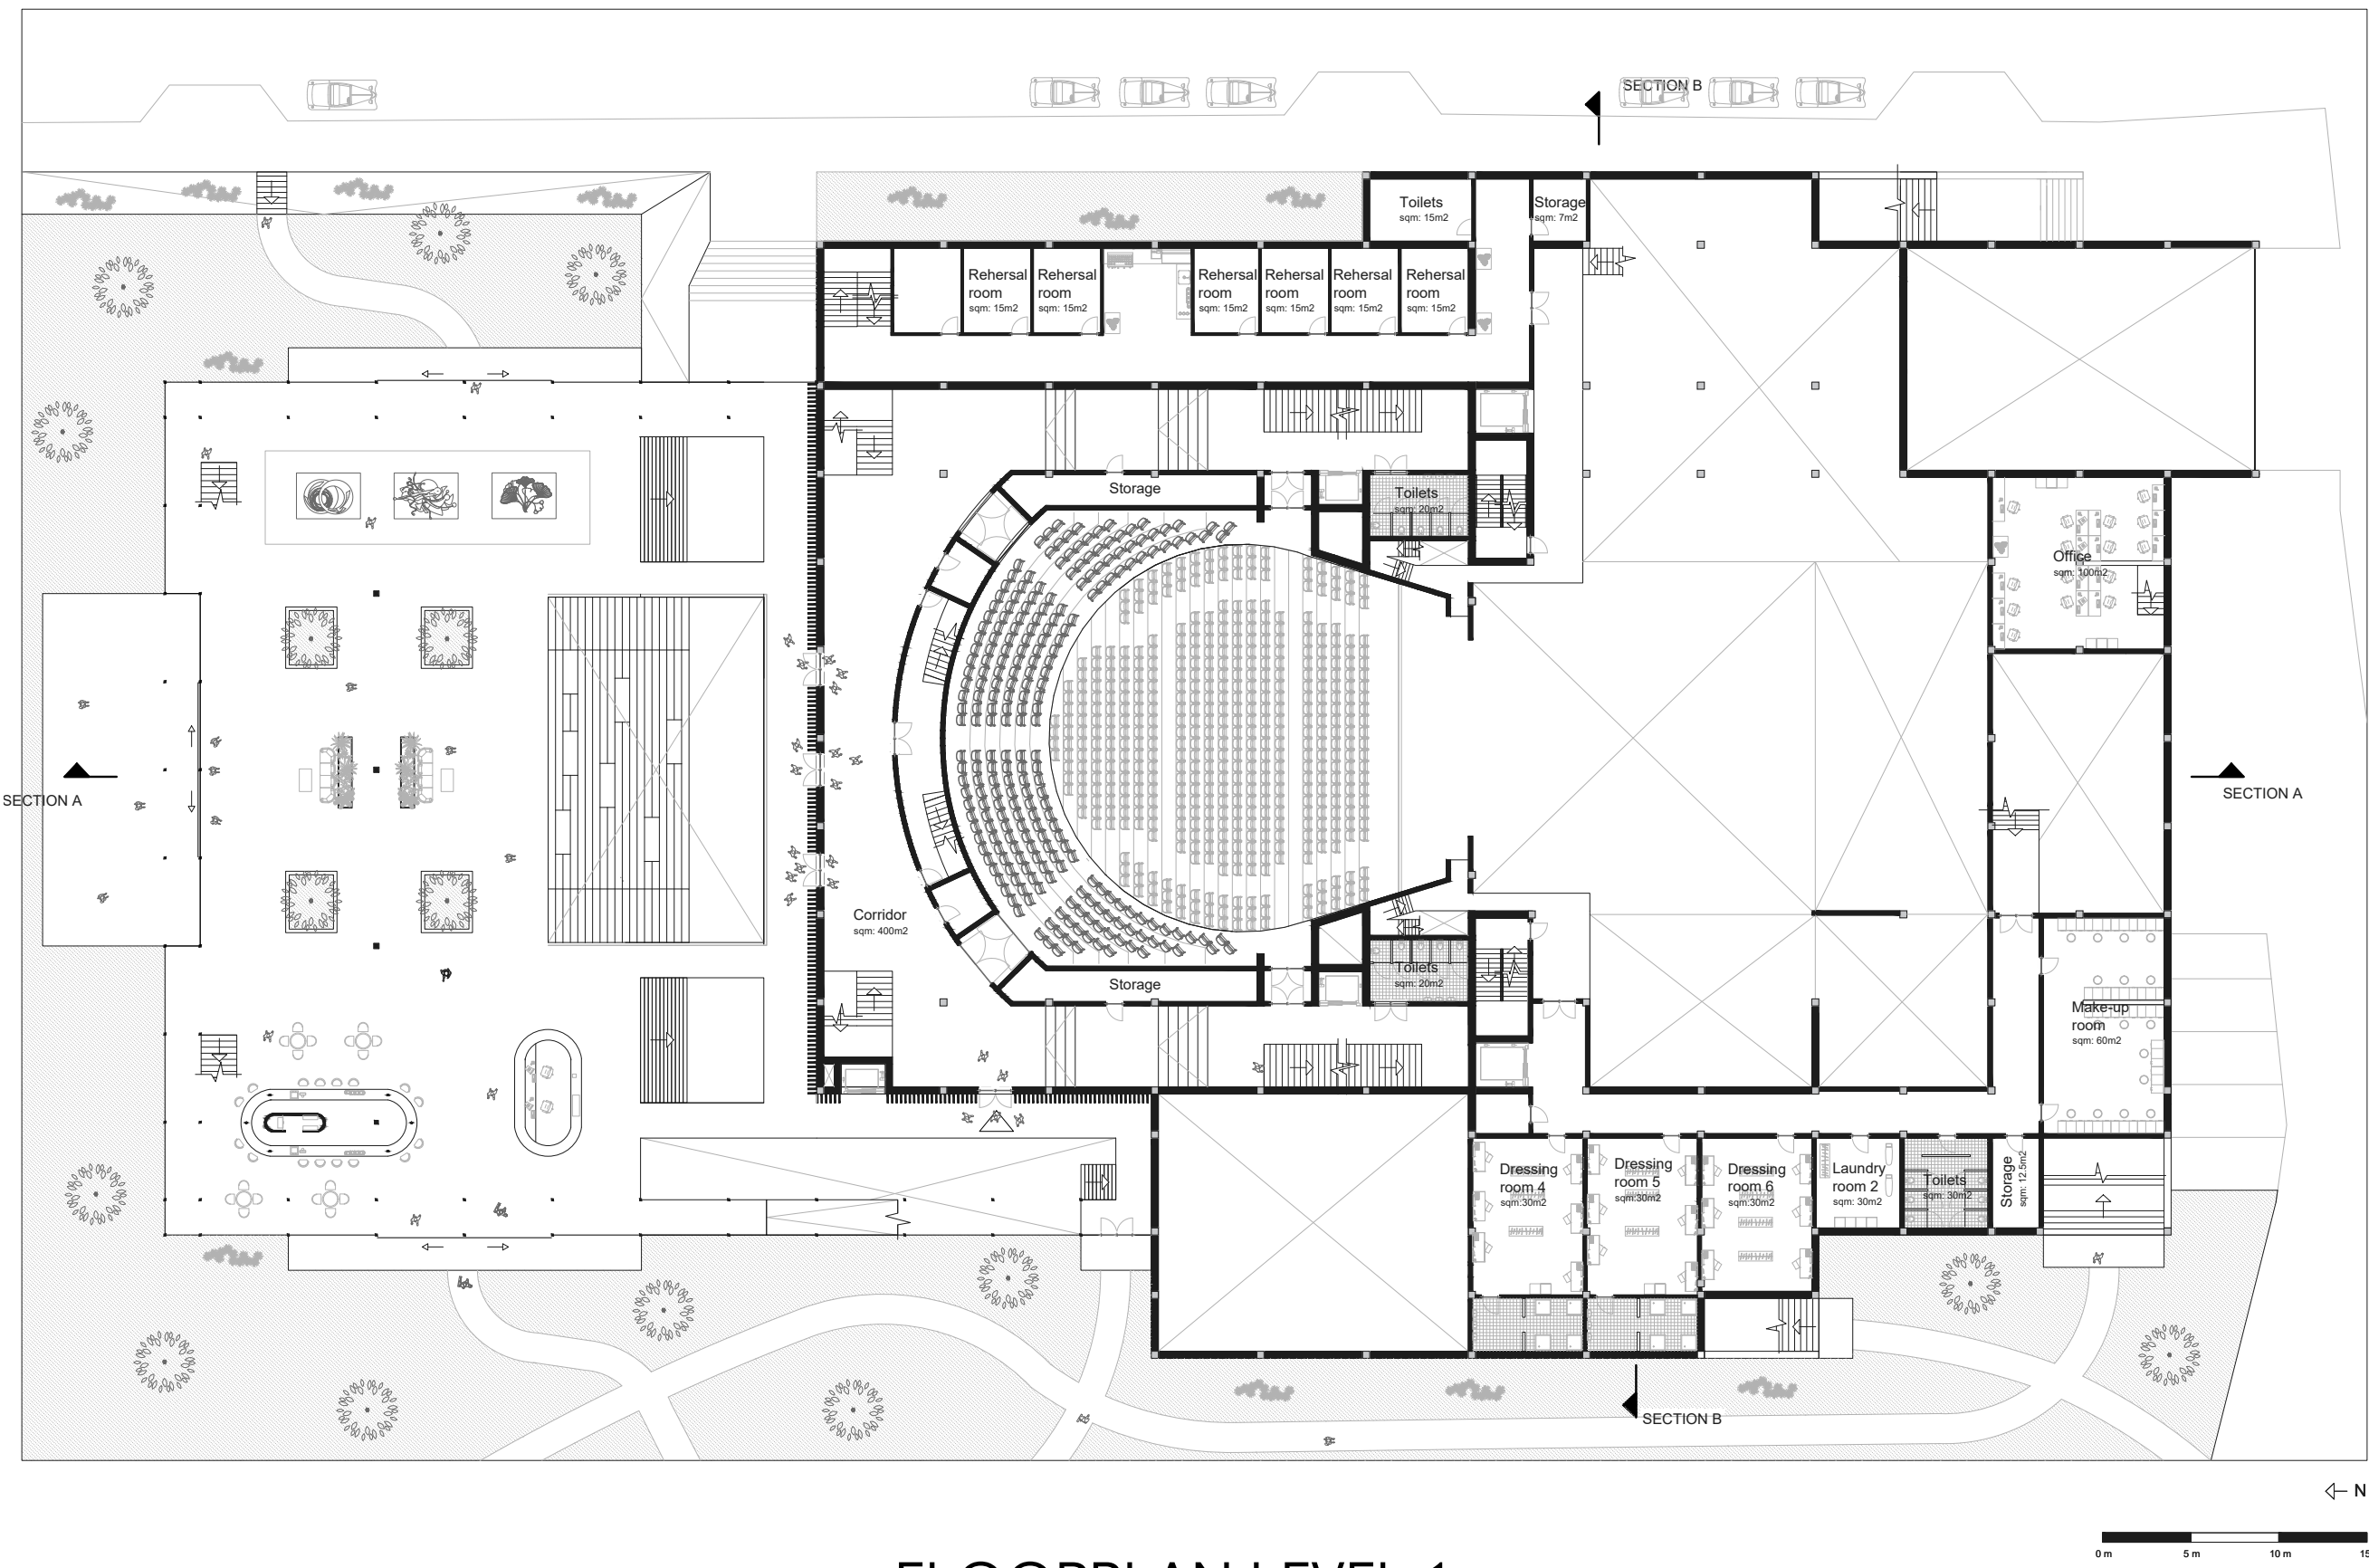 SECTION B
Toilets
sqm: 15m2
Storage
sqm: 7m2
Rehersal
room
sqm: 15m2
Rehersal
room
sqm: 15m2
Rehersal
room
sqm: 15m2
Rehersal
room
sqm: 15m2
Rehersal
room
sqm: 15m2
Rehersal
room
sqm: 15m2
Storage
Toilets
sqm: 20m2
Office
sqm: 100m2
SECTION A
SECTION A
Corridor
sqm: 400m2
Storage
Toilets
sqm: 20m2
Make-up
room
sqm: 60m2
Dressing
room 4
sqm:30m2
Dressing
room 5
sqm:30m2
Dressing
room 6
sqm:30m2
Laundry
room 2
sqm: 30m2
Toilets
sqm: 30m2
Storage
sqm: 12.5m2
SECTION B
N
0 m
5 m
10 m
15
FLOORPLAN LEVEL 1